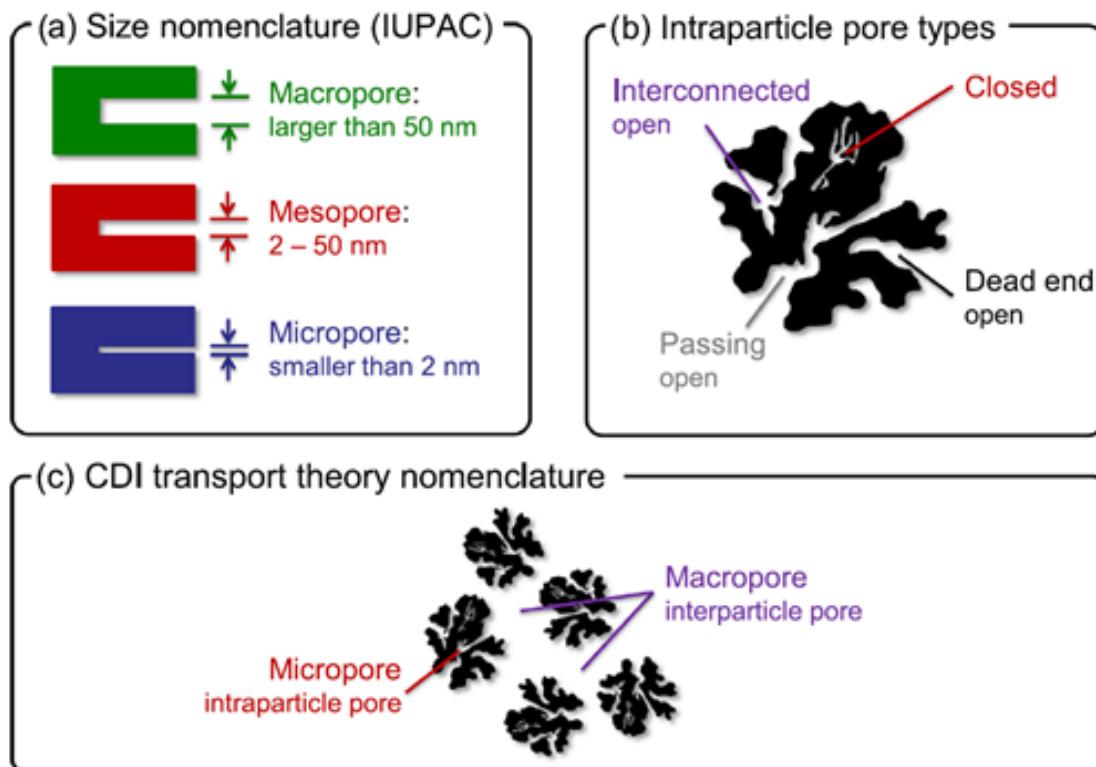 (a) Size nomenclature (IUPAC)
Macropore:
larger than 50 nm
Mesopore:
2 – 50 nm
Micropore:
smaller than 2 nm
(b) Intraparticle pore types
Interconnected
open
Closed
Dead end
open
Passing
open
(c) CDI transport theory nomenclature
Macropore
interparticle pore
Micropore
intraparticle pore